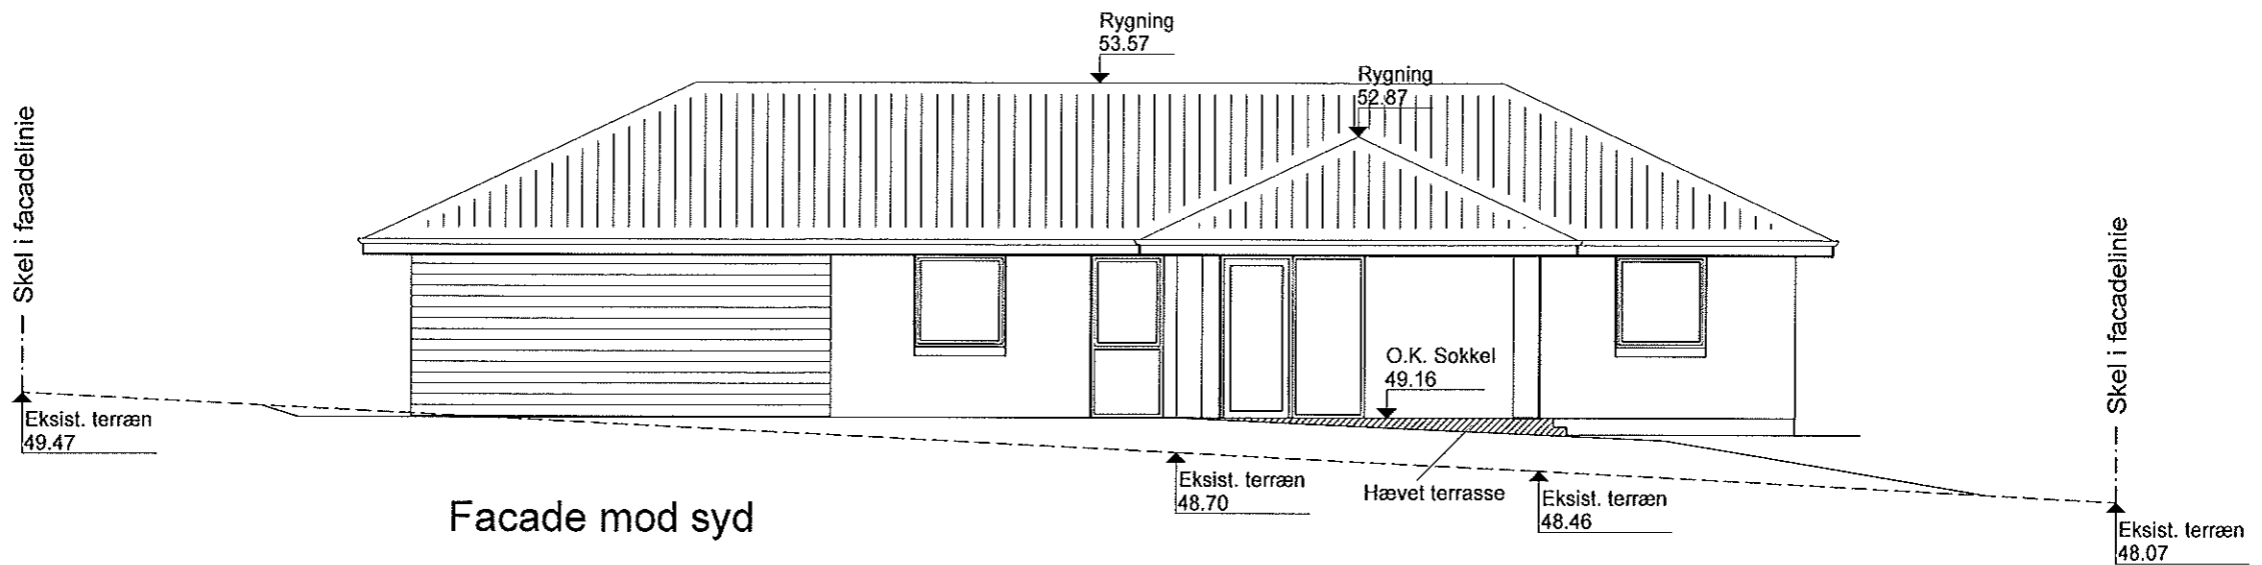 Rygning
53.57
Rygning
52.87
Skel i facadelinie
Skel i facadelinie
O.K. Sokkel
49.16
Eksist. terræn
49.47
Eksist. terræn
48.70
Hævet terrasse
Eksist. terræn
48.46
Eksist. terræn
48.07
Facade mod syd